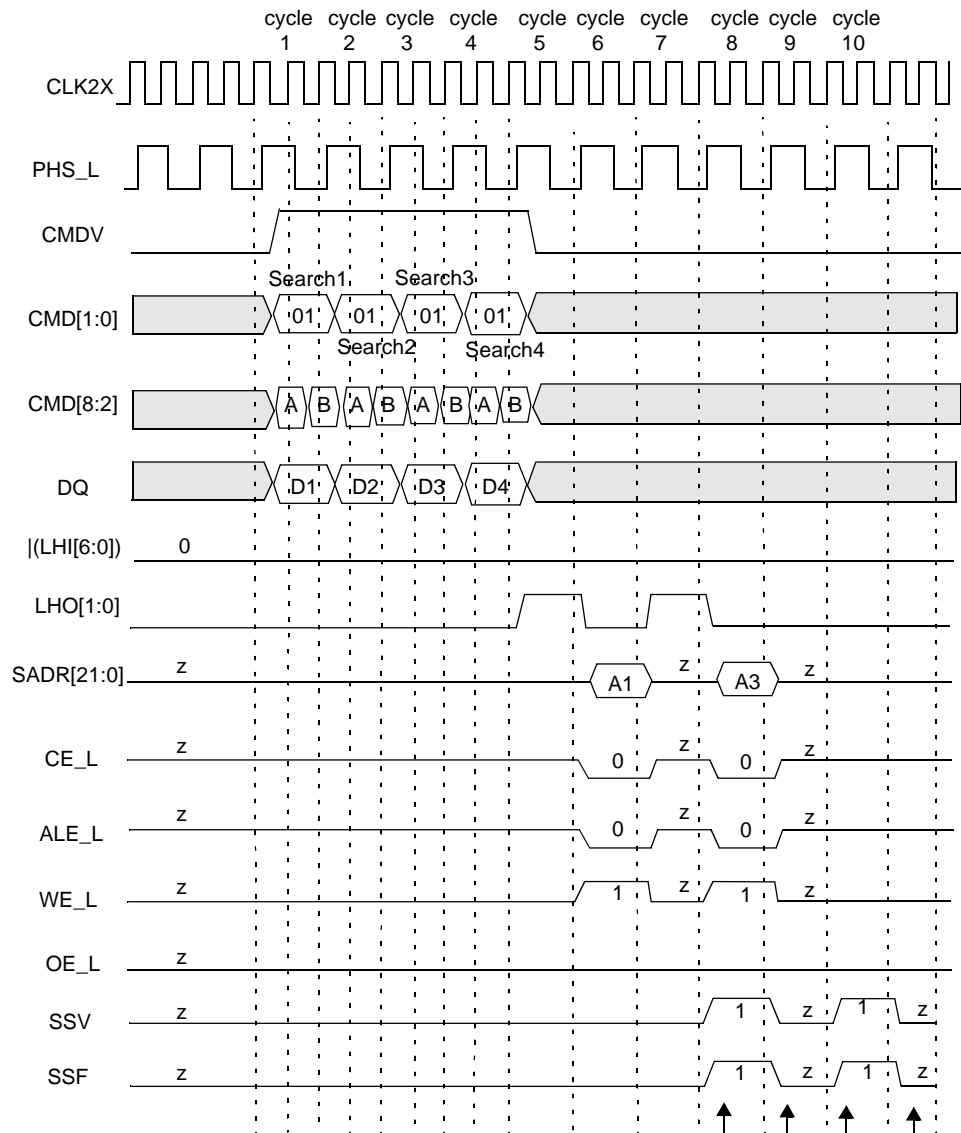 cycle cycle cycle cycle cycle cycle cycle cycle cycle cycle
1 2 3 4 5 6 7 8 9 10
CLK2X
PHS_L
CMDV
Search1 Search3
CMD[1:0] 01 01 01 01
Search2 Search4
CMD[8:2] A B A B A B A B
DQ D1 D2 D3 D4
|(LHI[6:0]) 0
LHO[1:0]
SADR[21:0] z A1 z A3 z
CE_L z 0 z 0 z
ALE_L z 0 z 0 z
WE_L z 1 z 1 z
OE_L z
SSV z 1 z 1 z
SSF z 1 z 1 z